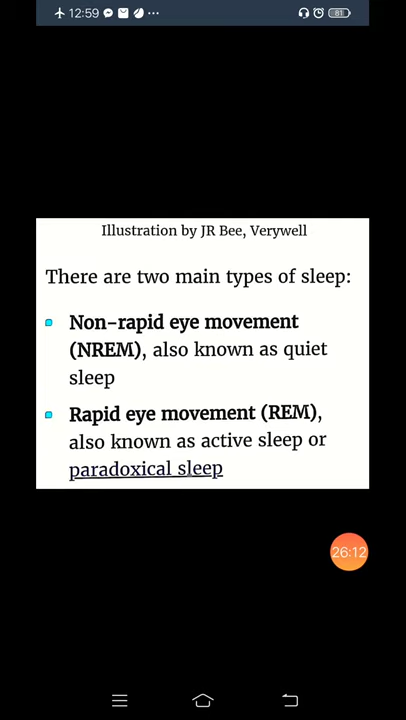 12:59
81
Illustration by JR Bee, Verywell
There are two main types of sleep:
Non-rapid eye movement
(NREM), also known as quiet
sleep
Rapid eye movement (REM),
also known as active sleep or
paradoxical sleep
26:12